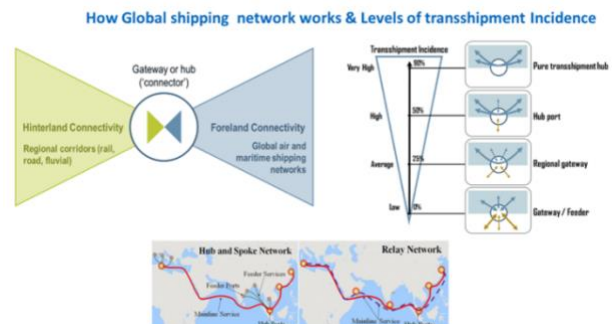 How Global shipping network works & Levels of transshipment Incidence
Gateway or hub
('connector')
Hinterland Connectivity
Regional corridors (rail,
road, fluvial)
Foreland Connectivity
Global air and
maritime shipping
networks
Transshipment Incidence
Very High
90%
Pure transshipment hub
High
50%
Hub port
Average
25%
Regional gateway
Low
0%
Gateway / Feeder
Hub and Spoke Network
Feeder Services
Feeder Ports
Mainline Service
Relay Network
Mainline Service